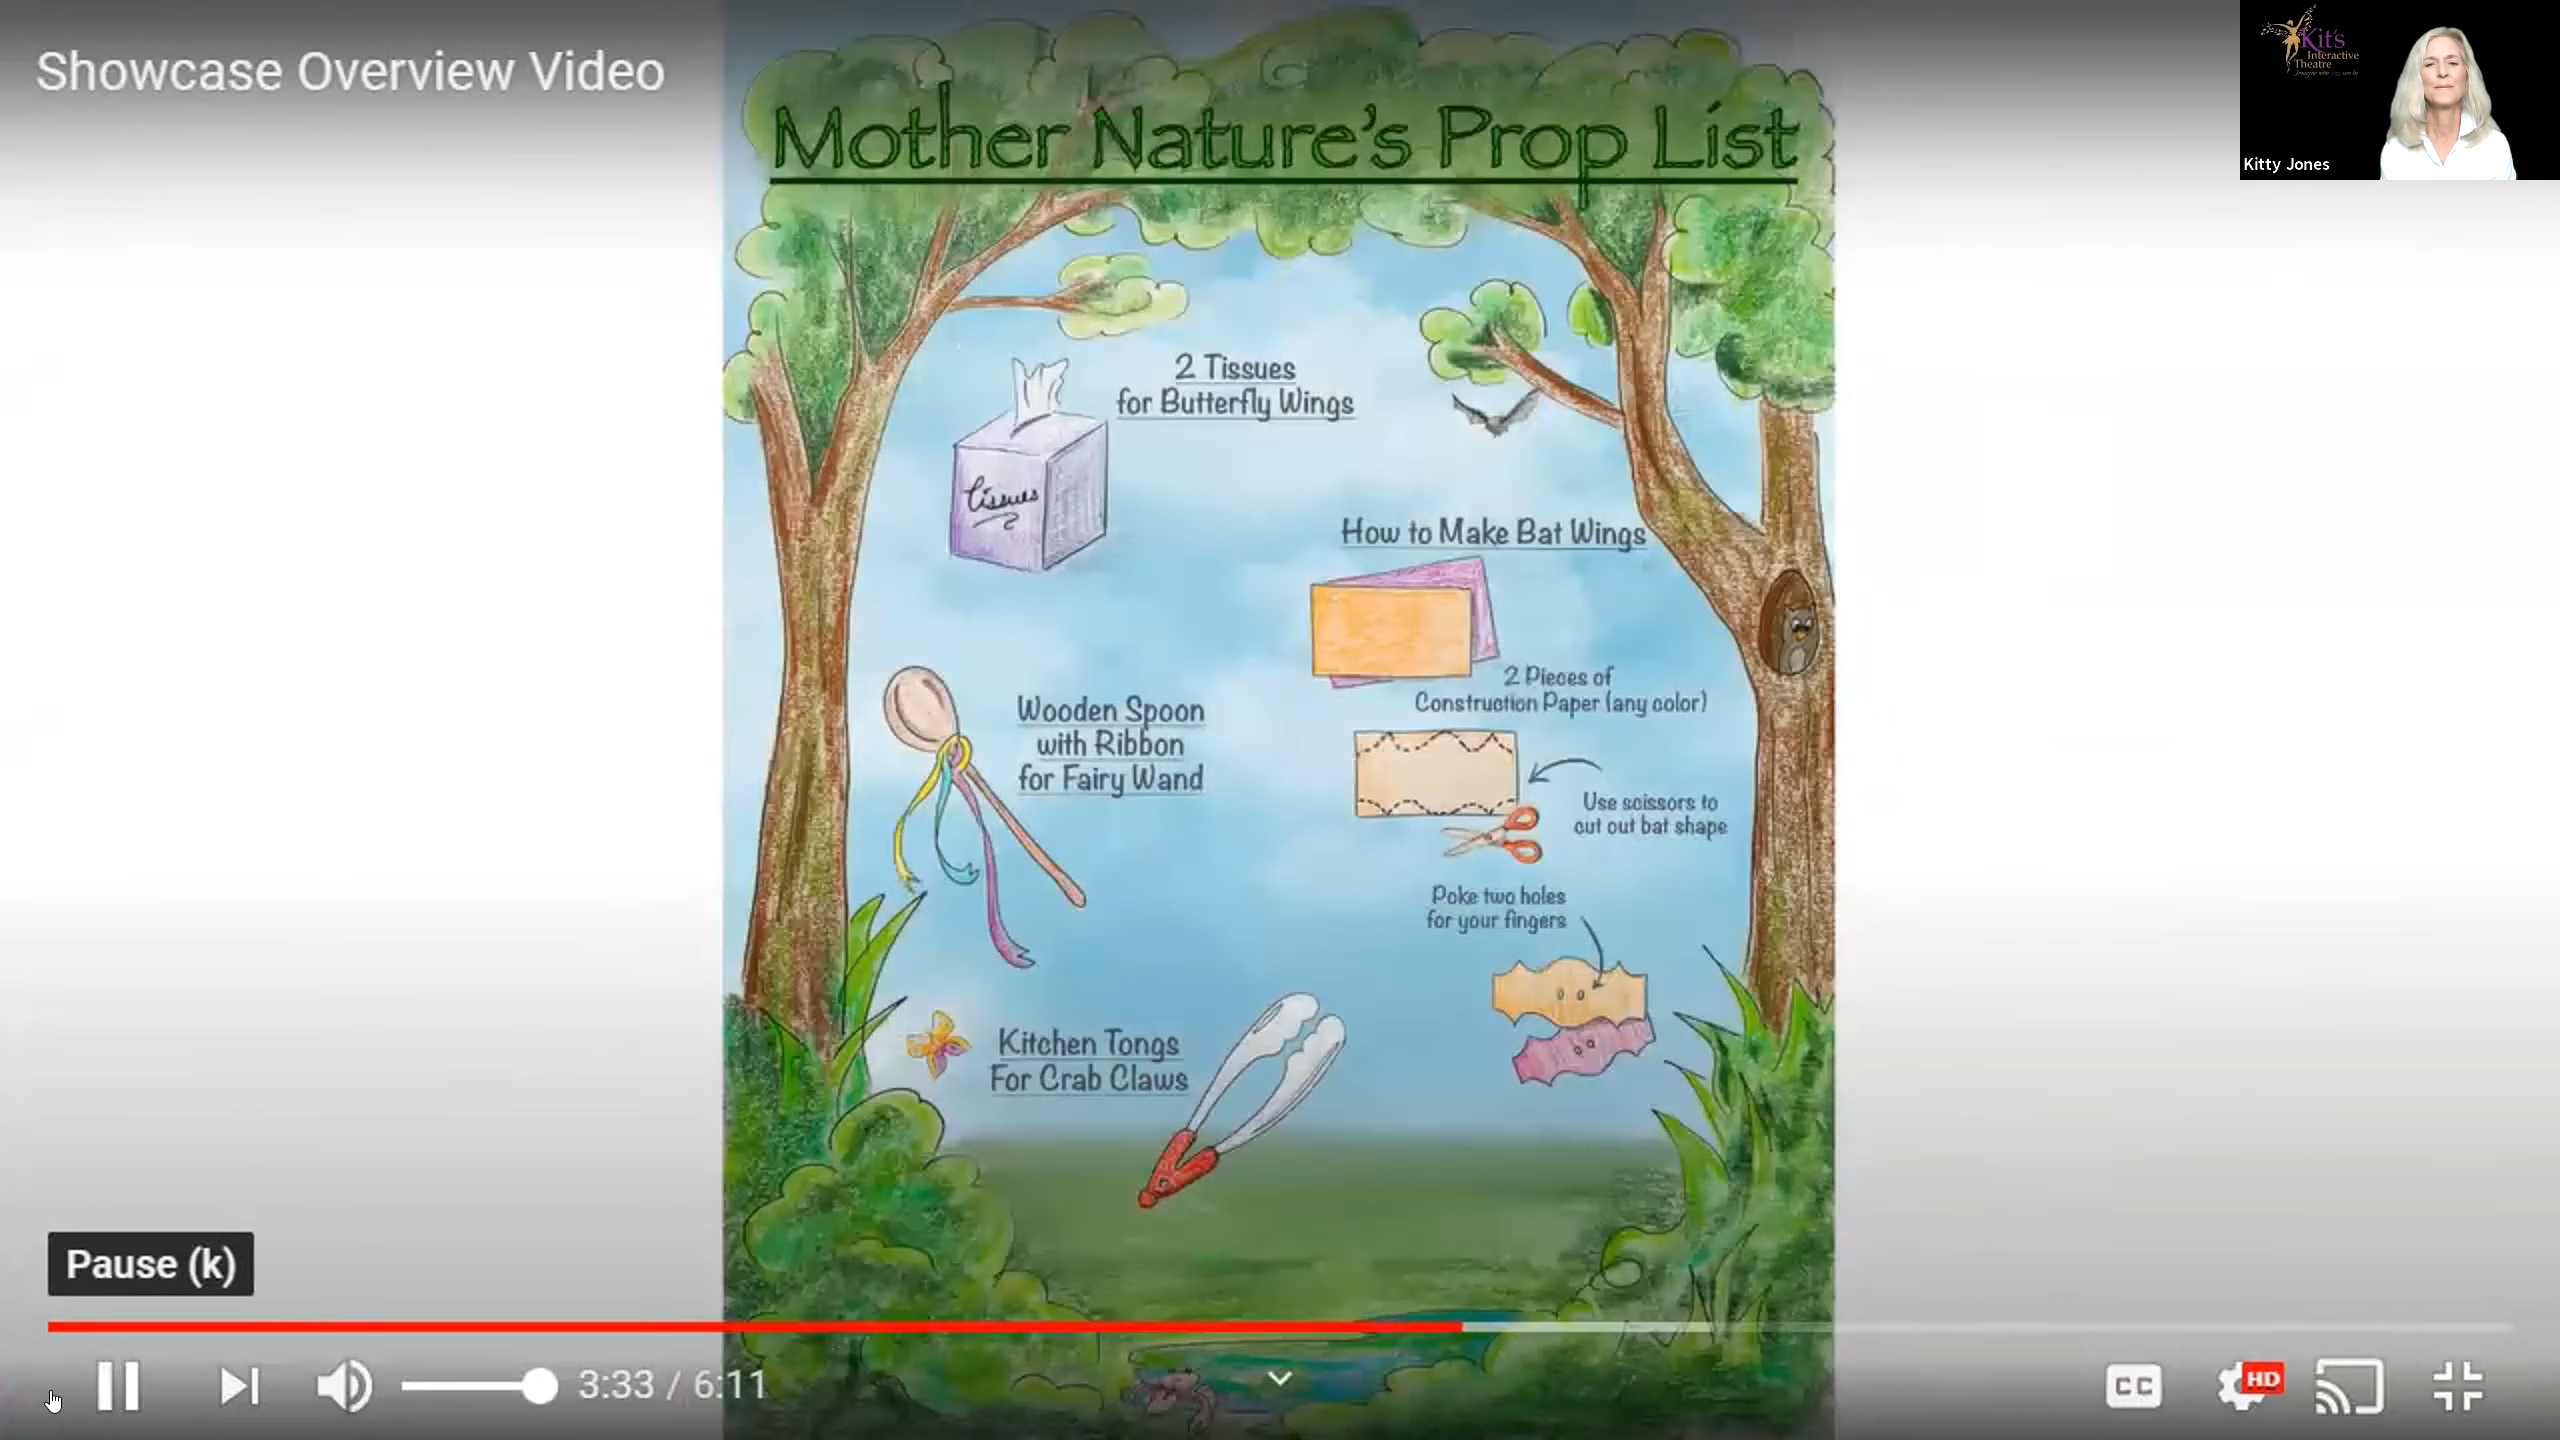 Showcase Overview Video
Kit's
Interactive
Theatre
Kitty Jones
Mother Nature's Prop List
2 Tissues
for Butterfly Wings
Tissues
How to Make Bat Wings
2 Pieces of
Construction Paper (any color)
Wooden Spoon
with Ribbon
for Fairy Wand
Use scissors to
cut out bat shape
Poke two holes
for your fingers
Kitchen Tongs
For Crab Claws
Pause (k)
3:33 / 6:11
CC
HD